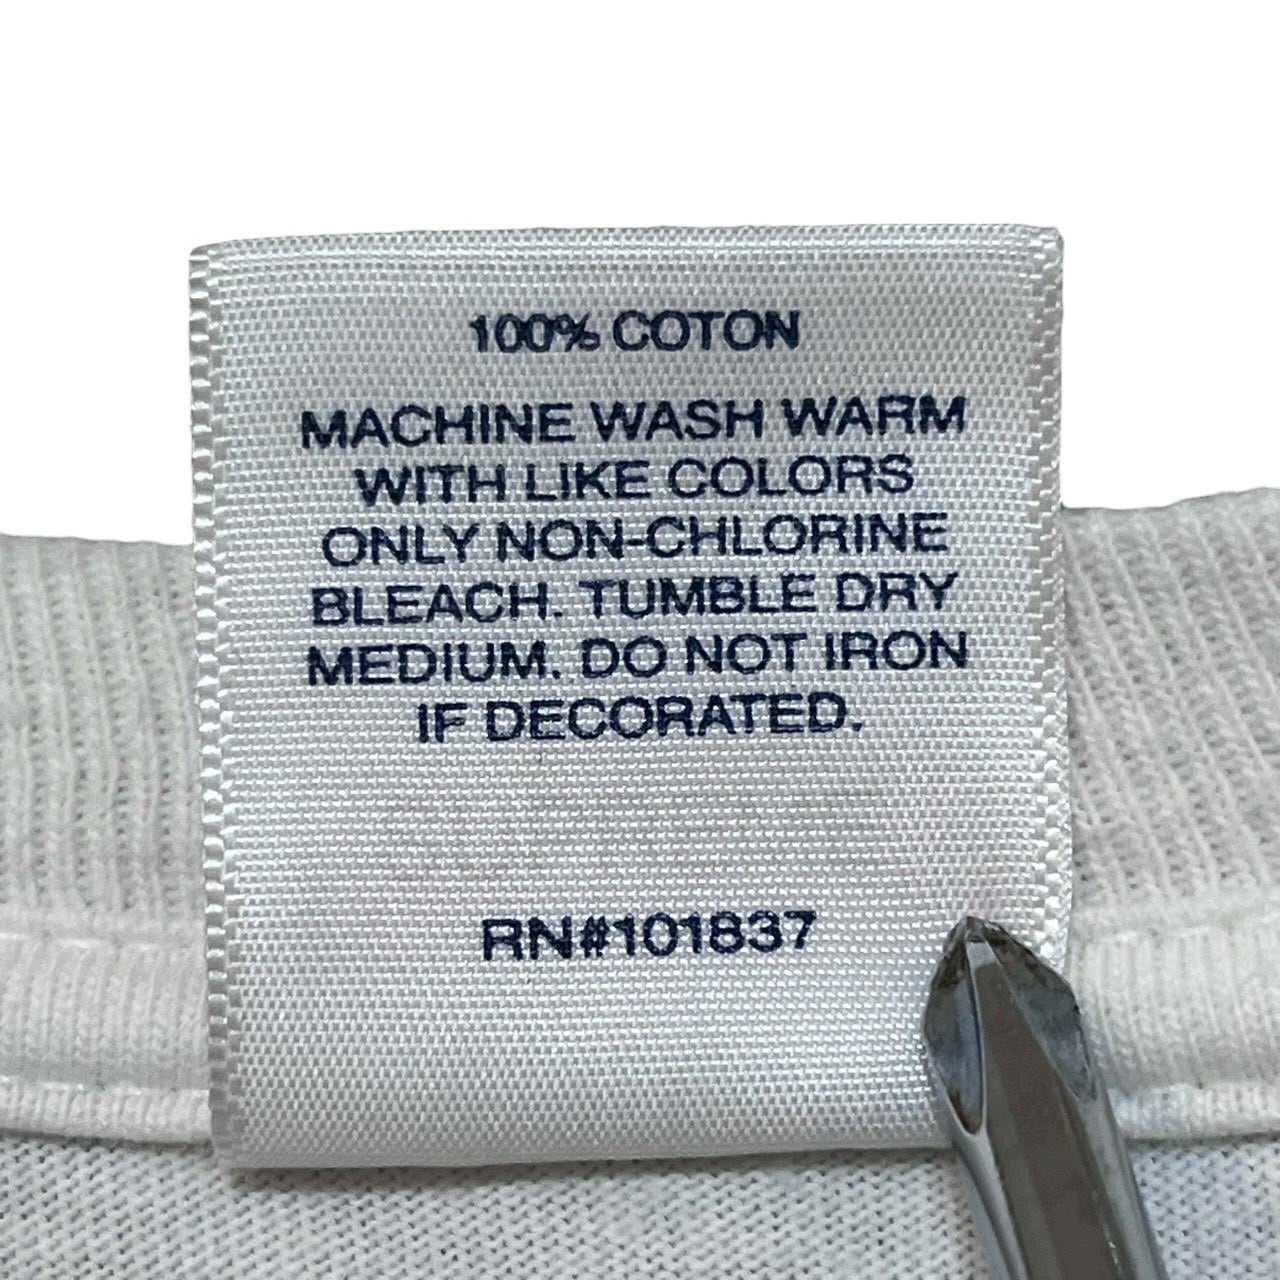 100% COTON
MACHINE WASH WARM
WITH LIKE COLORS
ONLY NON-CHLORINE
BLEACH. TUMBLE DRY
MEDIUM. DO NOT IRON
IF DECORATED.
RN#101837